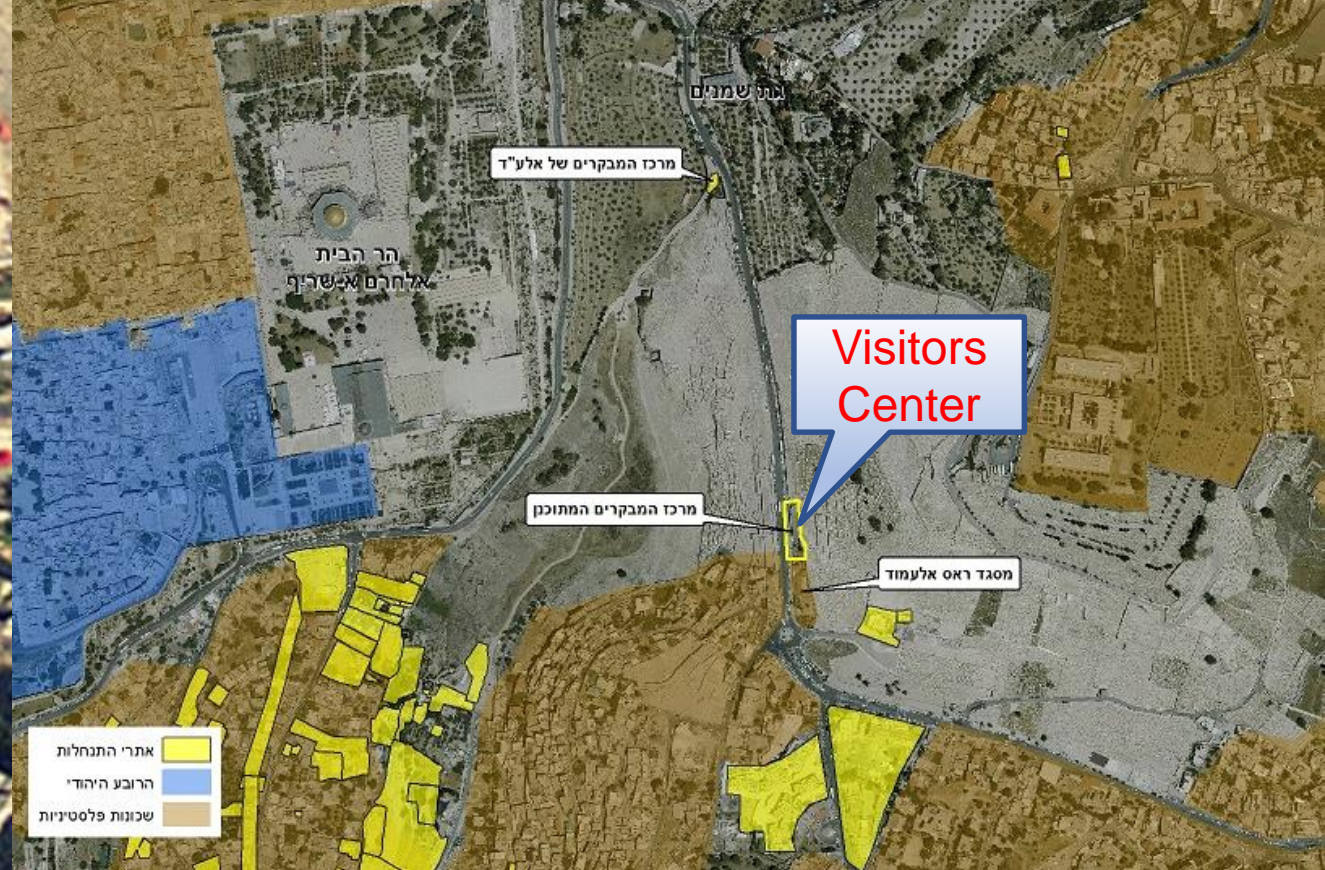 גת שמנים
מרכז המבקרים של אלע"ד
הר הבית
אלחרם א-שריף
Visitors
Center
מרכז המבקרים המתוכנן
מסגד ראס אלעמוד
אתרי התנחלות
הרובע היהודי
שכונות פלסטיניות